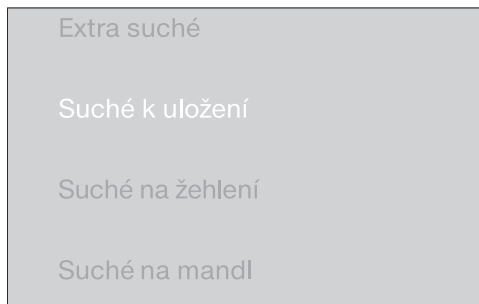 Extra suché
Suché k uložení
Suché na žehlení
Suché na mandl